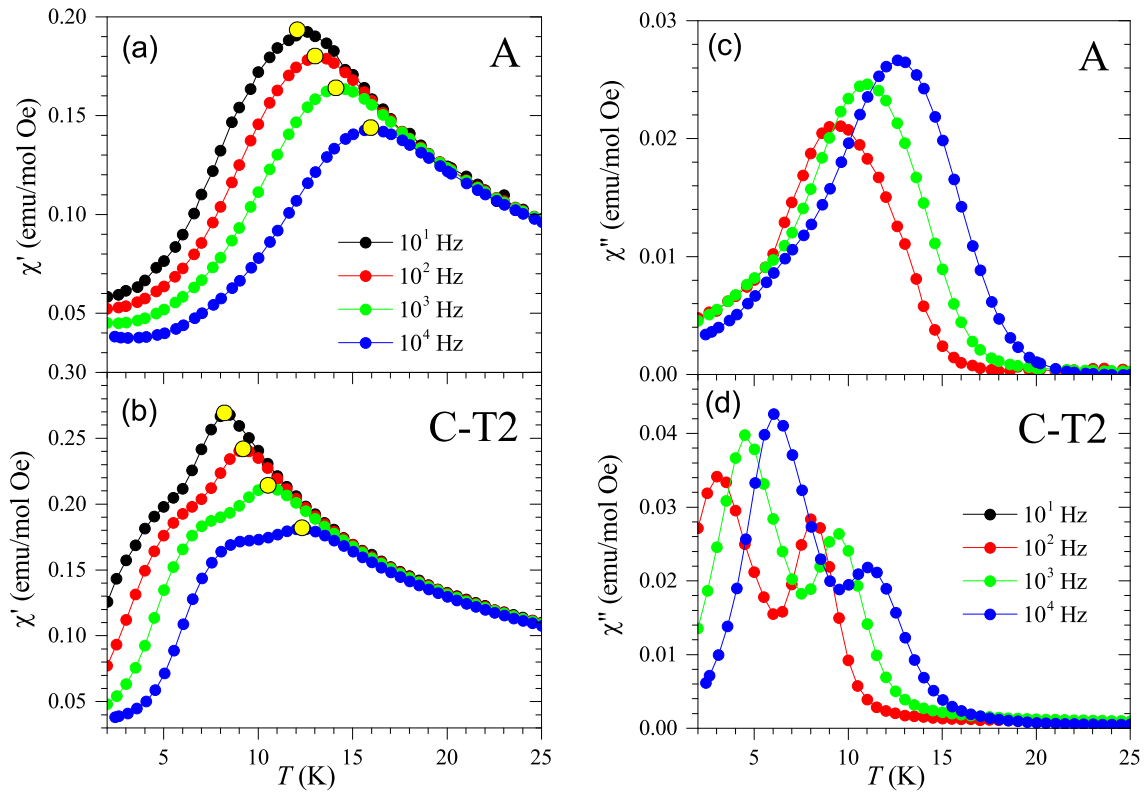 (a)
A
χ' (emu/mol Oe)
0.20
0.15
0.10
0.05
0.30
10¹ Hz
10² Hz
10³ Hz
10⁴ Hz
(b)
C-T2
χ' (emu/mol Oe)
0.25
0.20
0.15
0.10
0.05
5
10
15
20
25
T (K)
(c)
A
χ" (emu/mol Oe)
0.03
0.02
0.01
0.00
(d)
C-T2
χ" (emu/mol Oe)
0.04
0.03
0.02
0.01
0.00
10¹ Hz
10² Hz
10³ Hz
10⁴ Hz
5
10
15
20
25
T (K)